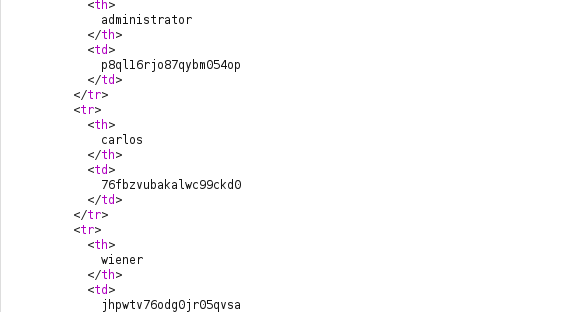 <th>
administrator
</th>
<td>
p8ql16rjo87qybm054op
</td>
</tr>
<tr>
<th>
carlos
</th>
<td>
76fbzvubakalwc99ckd0
</td>
</tr>
<tr>
<th>
wiener
</th>
<td>
jhpwtv76odg0jr05qvsa